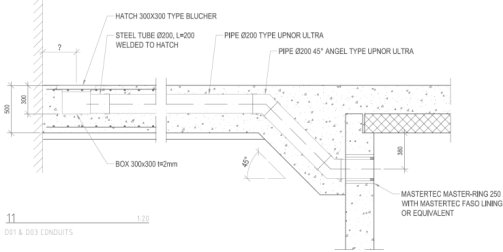 HATCH 300X300 TYPE BLUCHER
STEEL TUBE Ø200, L=200
WELDED TO HATCH
PIPE Ø200 TYPE UPNOR ULTRA
PIPE Ø200 45° ANGEL TYPE UPNOR ULTRA
?
500
300
380
45°
BOX 300x300 t=2mm
MASTERTEC MASTER-RING 250
WITH MASTERTEC FASO LINING
OR EQUIVALENT
11
1:20
D01 & D03 CONDUITS